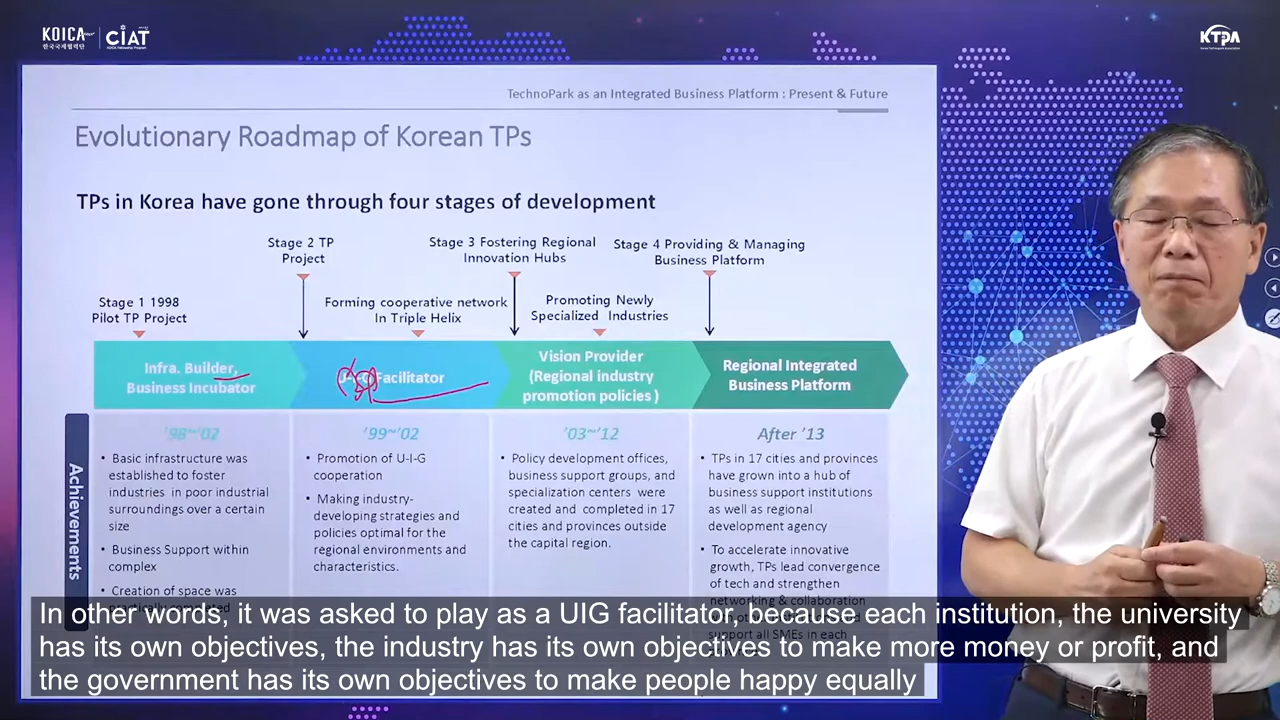 KOICA
한국국제협력단
CIAT
KOICA Fellowship Program
KTPA
Korea Technopark Association
TechnoPark as an Integrated Business Platform : Present & Future
Evolutionary Roadmap of Korean TPs
TPs in Korea have gone through four stages of development
Stage 1 1998
Pilot TP Project
Stage 2 TP
Project
Forming cooperative network
In Triple Helix
Stage 3 Fostering Regional
Innovation Hubs
Promoting Newly
Specialized Industries
Stage 4 Providing & Managing
Business Platform
Infra. Builder,
Business Incubator
Facilitator
Vision Provider
(Regional industry
promotion policies )
Regional Integrated
Business Platform
Achievements
'98~'02
• Basic infrastructure was
established to foster
industries in poor industrial
surroundings over a certain
size
• Business Support within
complex
• Creation of space was
'99~'02
• Promotion of U-I-G
cooperation
• Making industry-
developing strategies and
policies optimal for the
regional environments and
characteristics.
'03~'12
• Policy development offices,
business support groups, and
specialization centers were
created and completed in 17
cities and provinces outside
the capital region.
After '13
• TPs in 17 cities and provinces
have grown into a hub of
business support institutions
as well as regional
development agency
• To accelerate innovative
growth, TPs lead convergence
of tech and strengthen
networking & collaboration
support all SMEs in each
In other words, it was asked to play as a UIG facilitator, because each institution, the university
has its own objectives, the industry has its own objectives to make more money or profit, and
the government has its own objectives to make people happy equally